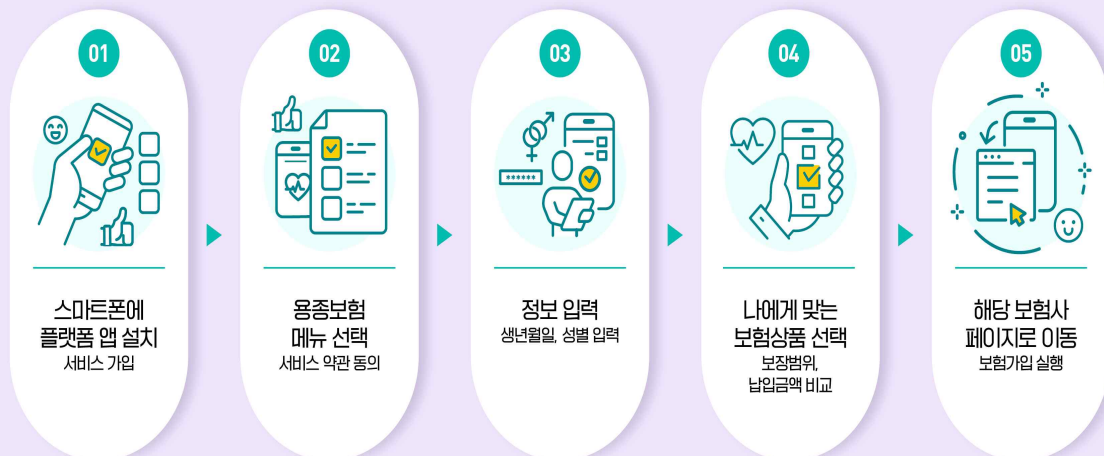 01
스마트폰에
플랫폼 앱 설치
서비스 가입
02
용종보험
메뉴 선택
서비스 약관 동의
03
******
정보 입력
생년월일, 성별 입력
04
나에게 맞는
보험상품 선택
보장범위,
납입금액 비교
05
해당 보험사
페이지로 이동
보험가입 실행